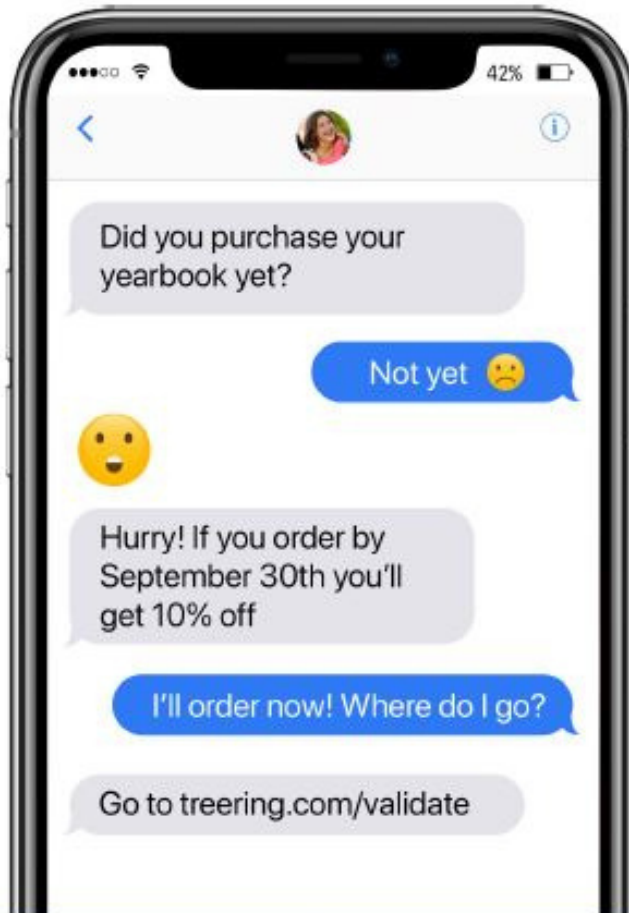 42%
Did you purchase your
yearbook yet?
Not yet 🙁
😮
Hurry! If you order by
September 30th you'll
get 10% off
I'll order now! Where do I go?
Go to treering.com/validate